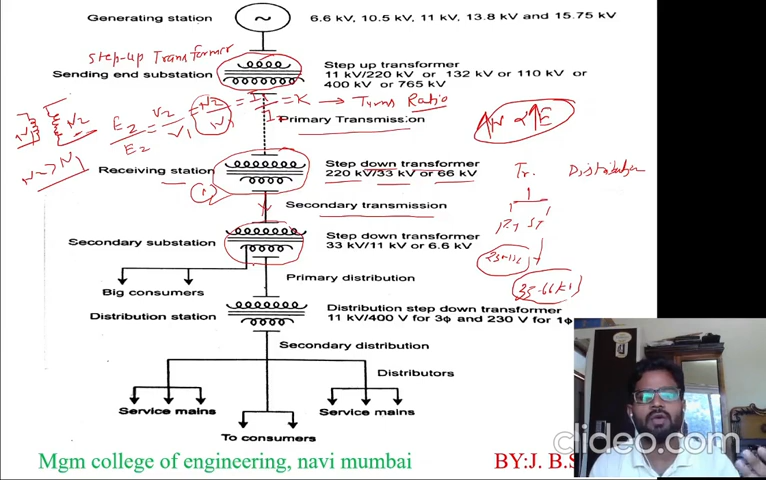 Generating station
6.6 kV, 10.5 kV, 11 kV, 13.8 kV and 15.75 kV
~
Step-up Transformer
Sending end substation
Step up transformer
11 kV/220 kV or 132 kV or 110 kV or
400 kV or 765 kV
→ Turns Ratio
Primary Transmission
Receiving station
Step down transformer
220 kV/33 kV or 66 kV
Tr. Distribution
Secondary transmission
Secondary substation
Step down transformer
33 kV/11 kV or 6.6 kV
Primary distribution
Big consumers
Distribution station
Distribution step down transformer
11 kV/400 V for 3ϕ and 230 V for 1ϕ
Secondary distribution
Distributors
Service mains
Service mains
To consumers
clideo.com
Mgm college of engineering, navi mumbai
BY:J. B.